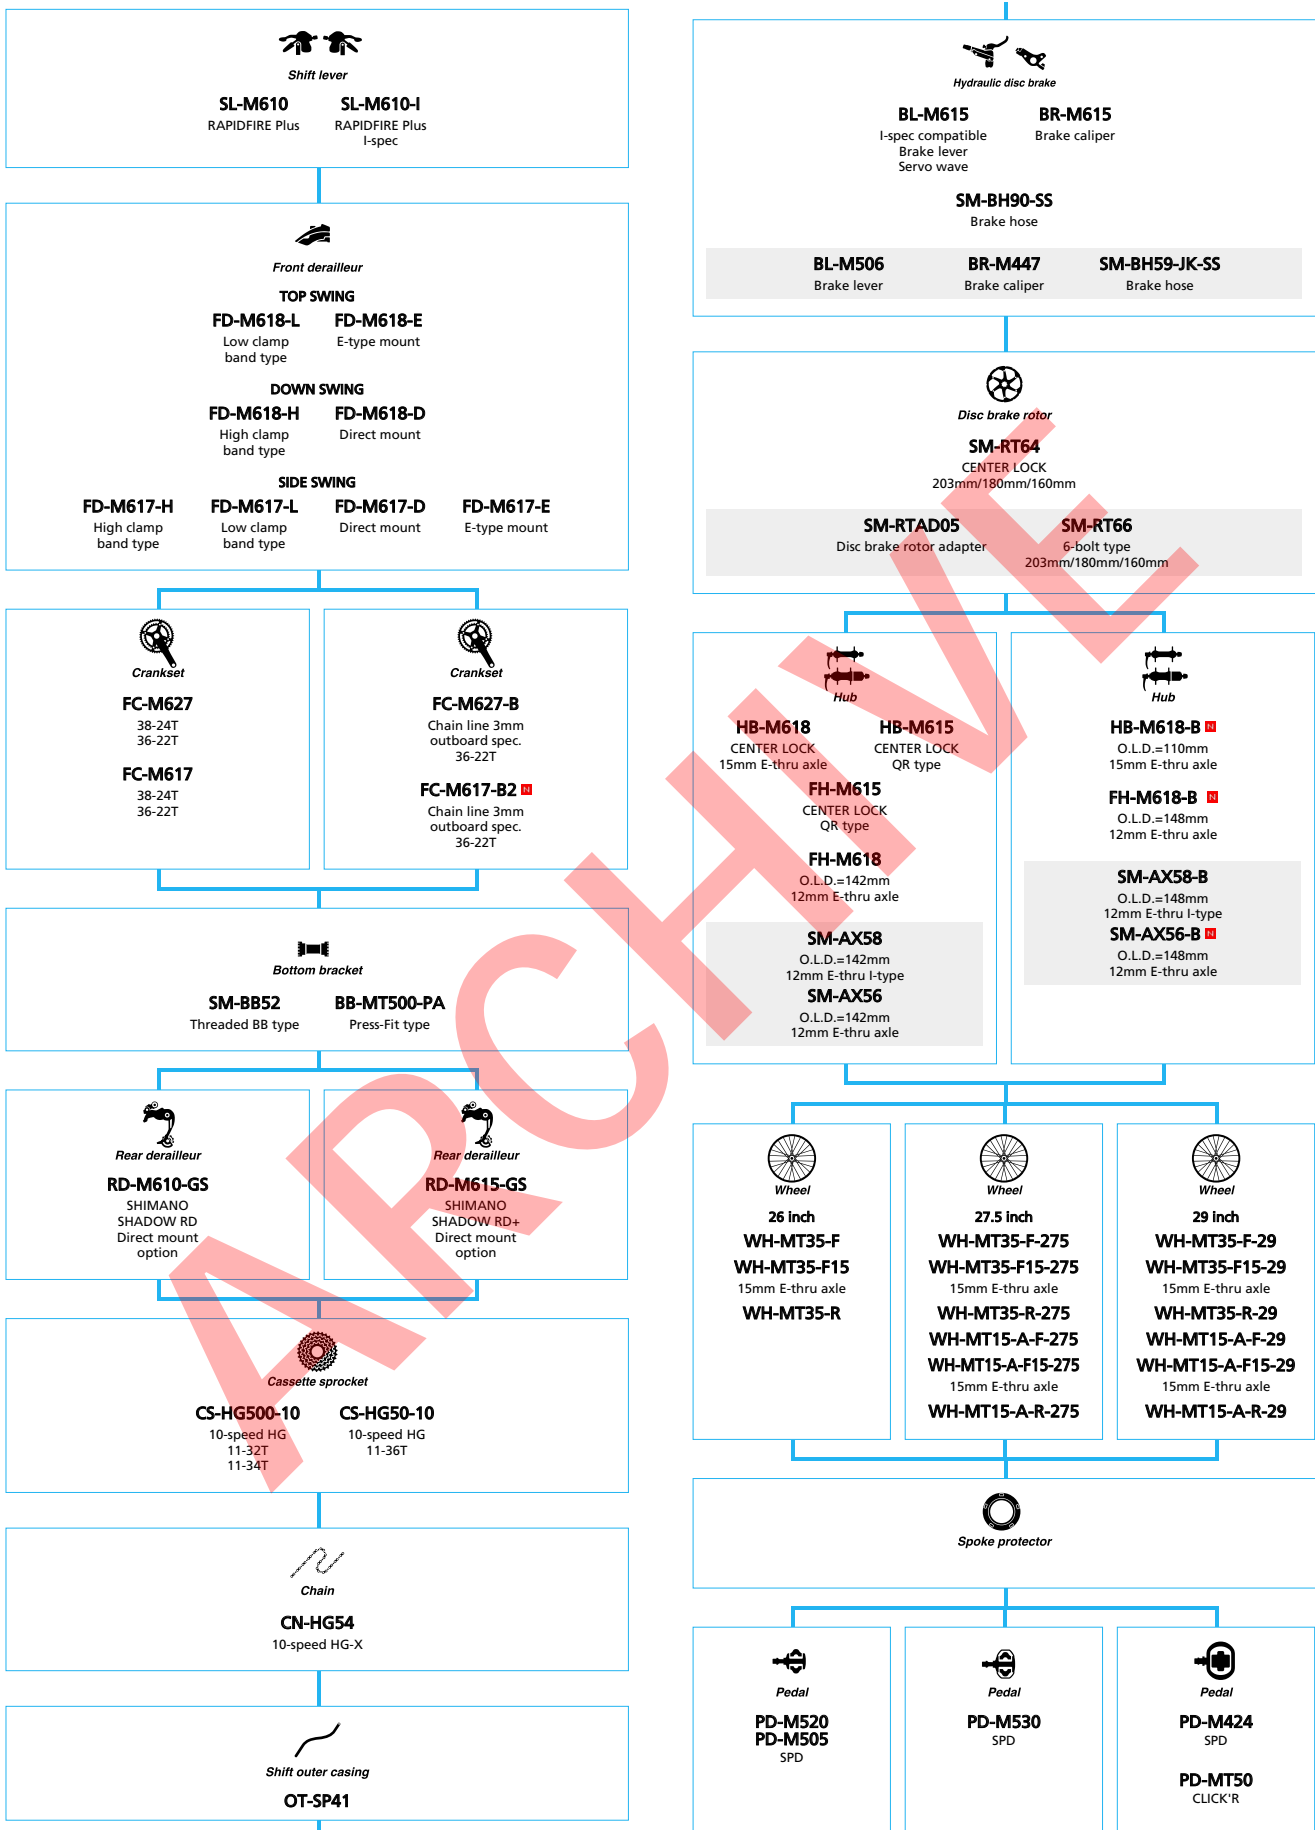 Shift lever
SL-M610 SL-M610-I
RAPIDFIRE Plus RAPIDFIRE Plus
I-spec
Front derailleur
TOP SWING
FD-M618-L FD-M618-E
Low clamp E-type mount
band type
DOWN SWING
FD-M618-H FD-M618-D
High clamp Direct mount
band type
SIDE SWING
FD-M617-H FD-M617-L FD-M617-D FD-M617-E
High clamp Low clamp Direct mount E-type mount
band type band type
Crankset
FC-M627
38-24T
36-22T
FC-M617
38-24T
36-22T
Crankset
FC-M627-B
Chain line 3mm
outboard spec.
36-22T
FC-M617-B2 N
Chain line 3mm
outboard spec.
36-22T
Bottom bracket
SM-BB52 BB-MT500-PA
Threaded BB type Press-Fit type
Rear derailleur
RD-M610-GS
SHIMANO
SHADOW RD
Direct mount
option
Rear derailleur
RD-M615-GS
SHIMANO
SHADOW RD+
Direct mount
option
Cassette sprocket
CS-HG500-10 CS-HG50-10
10-speed HG 10-speed HG
11-32T 11-36T
11-34T
Chain
CN-HG54
10-speed HG-X
Shift outer casing
OT-SP41
Hydraulic disc brake
BL-M615 BR-M615
I-spec compatible Brake caliper
Brake lever
Servo wave
SM-BH90-SS
Brake hose
BL-M506 BR-M447 SM-BH59-JK-SS
Brake lever Brake caliper Brake hose
Disc brake rotor
SM-RT64
CENTER LOCK
203mm/180mm/160mm
SM-RTAD05 SM-RT66
Disc brake rotor adapter 6-bolt type
203mm/180mm/160mm
Hub
HB-M618 HB-M615
CENTER LOCK CENTER LOCK
15mm E-thru axle QR type
FH-M615
CENTER LOCK
QR type
FH-M618
O.L.D.=142mm
12mm E-thru axle
SM-AX58
O.L.D.=142mm
12mm E-thru I-type
SM-AX56
O.L.D.=142mm
12mm E-thru axle
Hub
HB-M618-B N
O.L.D.=110mm
15mm E-thru axle
FH-M618-B N
O.L.D.=148mm
12mm E-thru axle
SM-AX58-B
O.L.D.=148mm
12mm E-thru I-type
SM-AX56-B N
O.L.D.=148mm
12mm E-thru axle
Wheel
26 inch
WH-MT35-F
WH-MT35-F15
15mm E-thru axle
WH-MT35-R
Wheel
27.5 inch
WH-MT35-F-275
WH-MT35-F15-275
15mm E-thru axle
WH-MT35-R-275
WH-MT15-A-F-275
WH-MT15-A-F15-275
15mm E-thru axle
WH-MT15-A-R-275
Wheel
29 inch
WH-MT35-F-29
WH-MT35-F15-29
15mm E-thru axle
WH-MT35-R-29
WH-MT15-A-F-29
WH-MT15-A-F15-29
15mm E-thru axle
WH-MT15-A-R-29
Spoke protector
Pedal
PD-M520
PD-M505
SPD
Pedal
PD-M530
SPD
Pedal
PD-M424
SPD
PD-MT50
CLICK'R
ARCHIVE